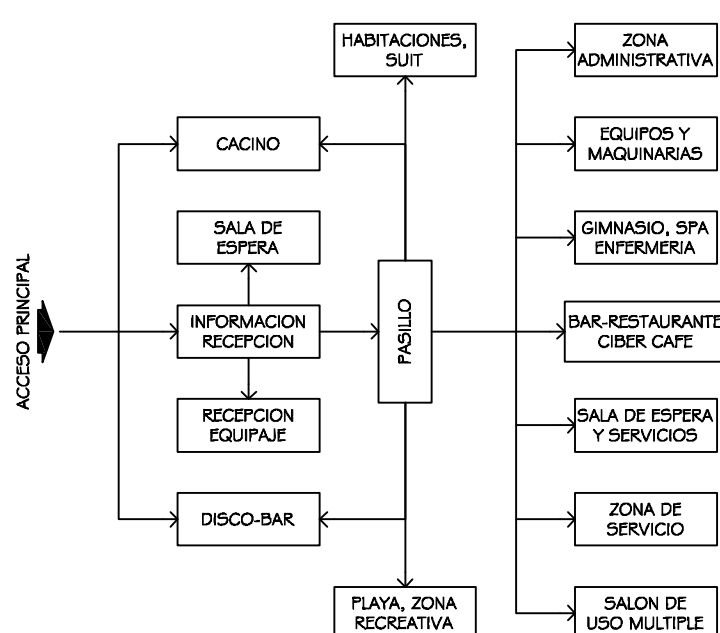 HABITACIONES,
SUIT
ZONA
ADMINISTRATIVA
CACINO
EQUIPOS Y
MAQUINARIAS
SALA DE
ESPERA
GIMNASIO, SPA
ENFERMERIA
ACCESO PRINCIPAL
INFORMACION
RECEPCION
PASILLO
BAR-RESTAURANTE
CIBER CAFE
RECEPCION
EQUIPAJE
SALA DE ESPERA
Y SERVICIOS
DISCO-BAR
ZONA DE
SERVICIO
PLAYA, ZONA
RECREATIVA
SALON DE
USO MULTIPLE